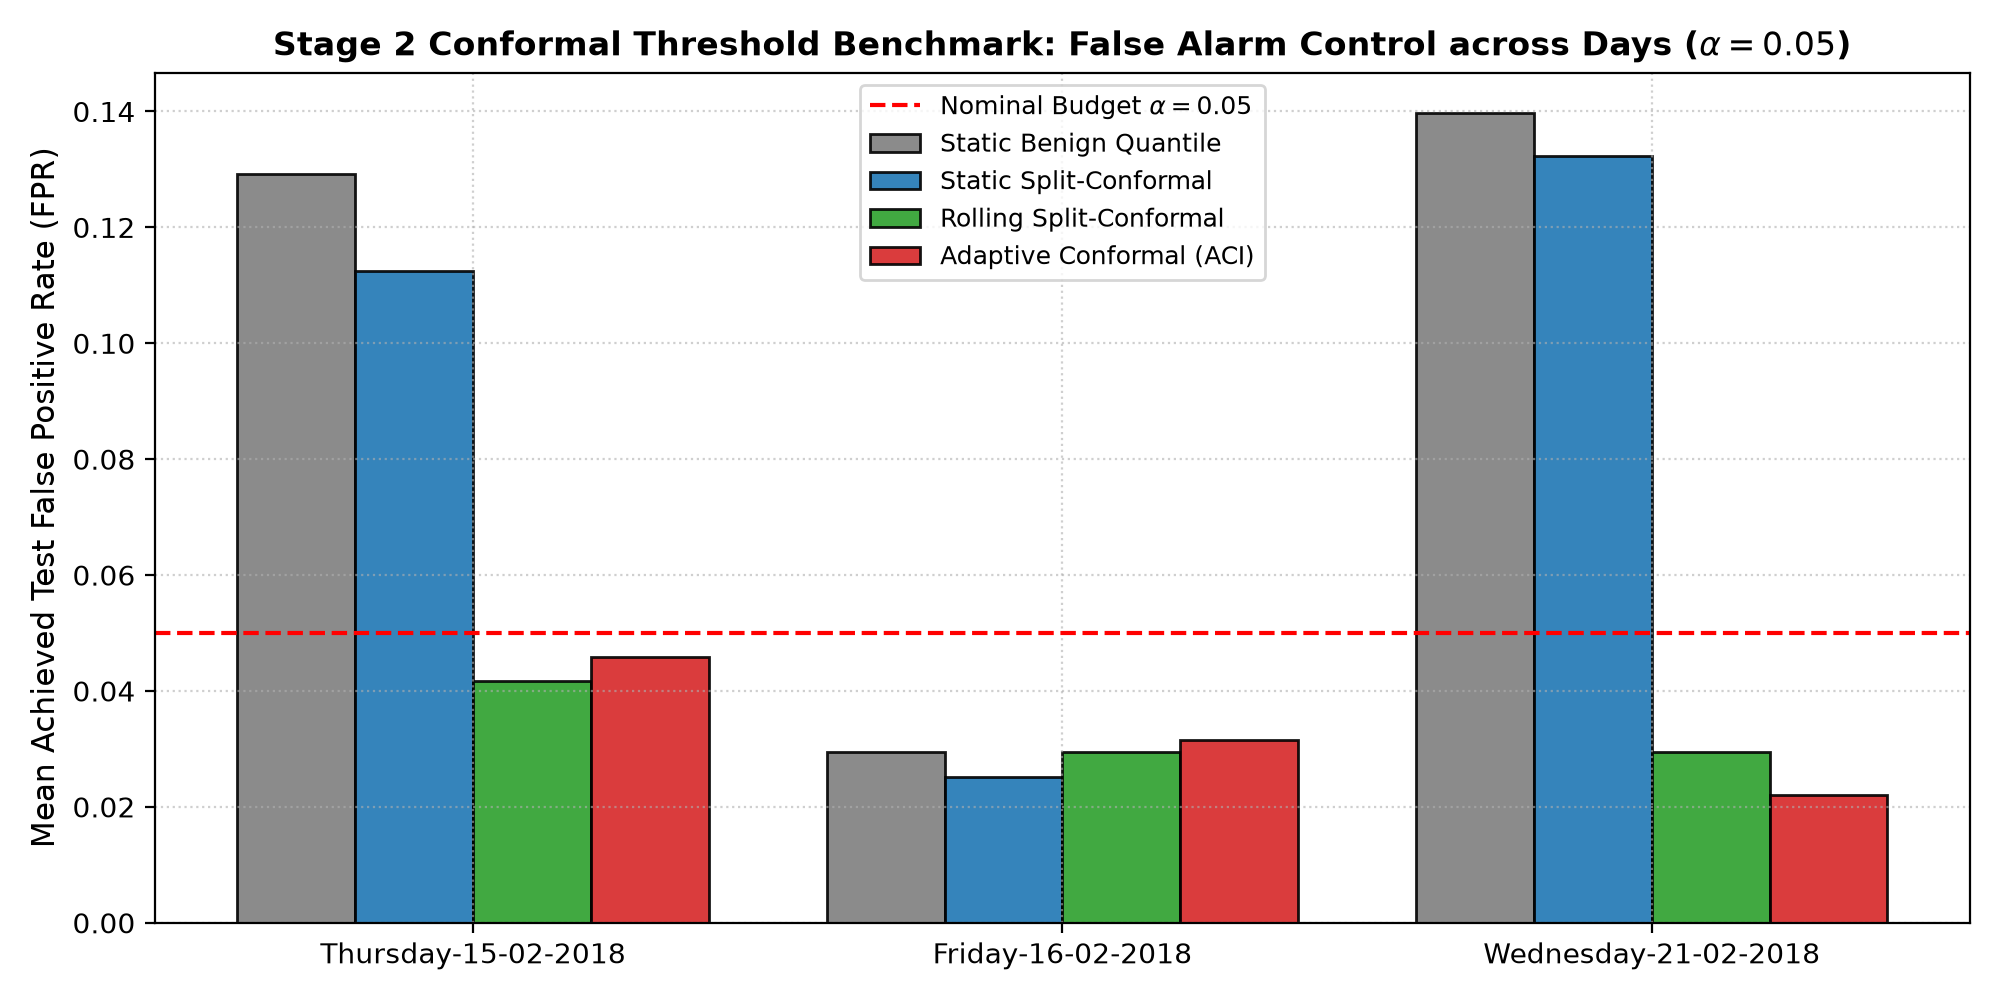 Stage 2 Conformal Threshold Benchmark: False Alarm Control across Days (α = 0.05)
Mean Achieved Test False Positive Rate (FPR)
0.14
0.12
0.10
0.08
0.06
0.04
0.02
0.00
Nominal Budget α = 0.05
Static Benign Quantile
Static Split-Conformal
Rolling Split-Conformal
Adaptive Conformal (ACI)
Thursday-15-02-2018
Friday-16-02-2018
Wednesday-21-02-2018